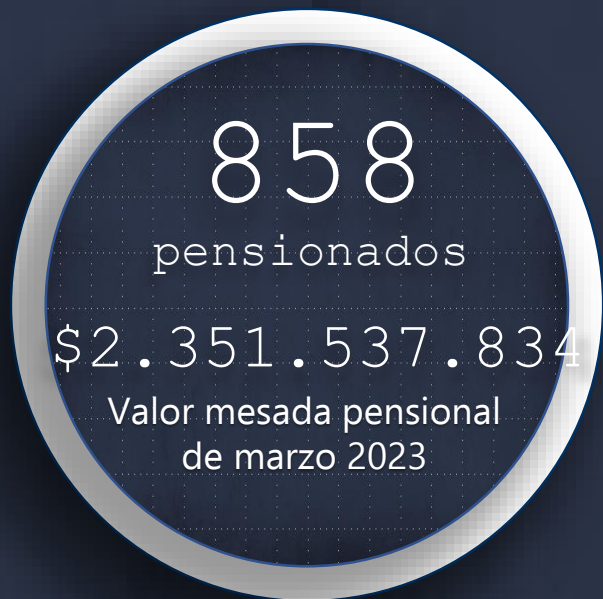 858
pensionados
$2.351.537.834
Valor mesada pensional
de marzo 2023